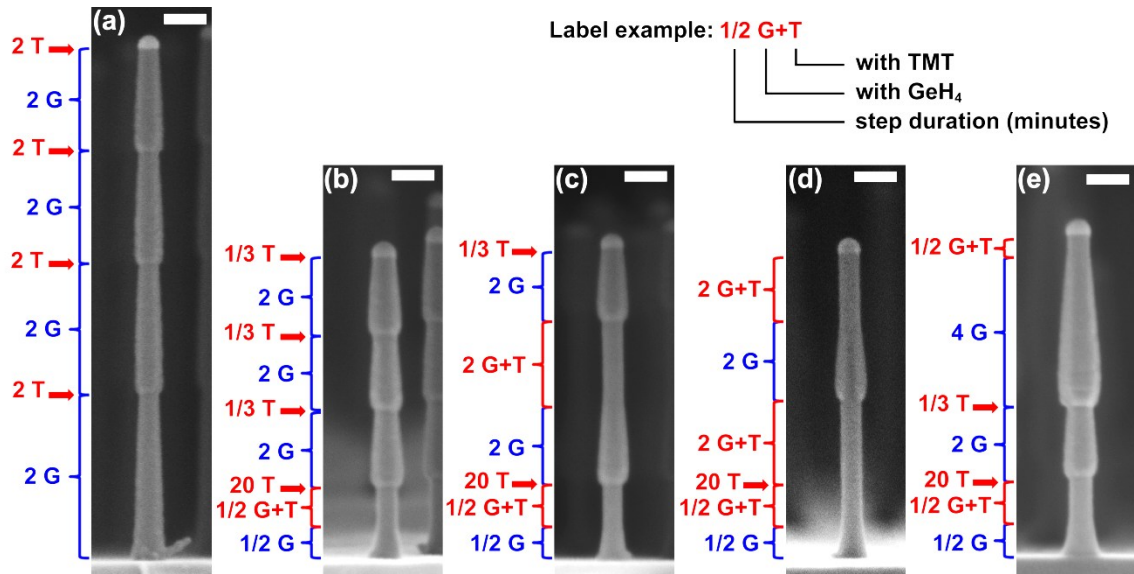 (a)
2 T
2 G
2 T
2 G
2 T
2 G
2 T
2 G
Label example: 1/2 G+T
with TMT
with GeH₄
step duration (minutes)
(b)
1/3 T
2 G
1/3 T
2 G
1/3 T
2 G
20 T
1/2 G+T
1/2 G
(c)
1/3 T
2 G
2 G+T
2 G
20 T
1/2 G+T
1/2 G
(d)
2 G+T
2 G
2 G+T
20 T
1/2 G+T
1/2 G
(e)
1/2 G+T
4 G
1/3 T
2 G
20 T
1/2 G+T
1/2 G